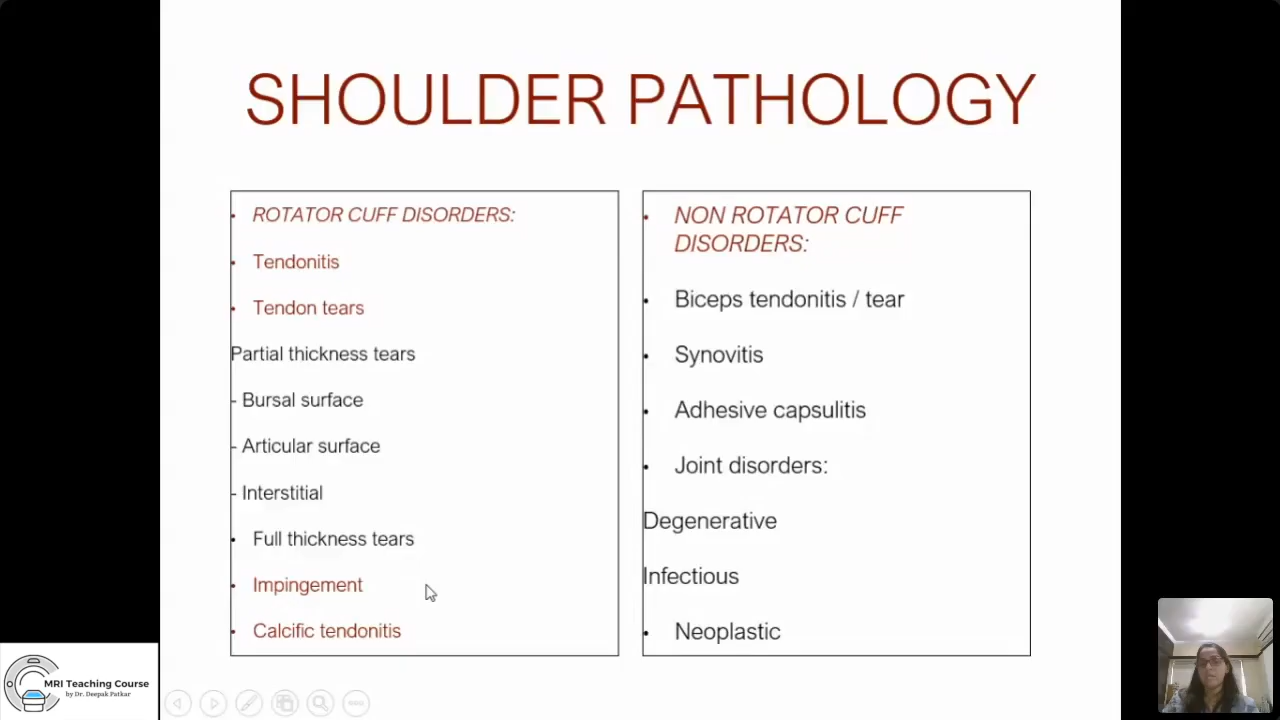 SHOULDER PATHOLOGY
• ROTATOR CUFF DISORDERS:
• Tendonitis
• Tendon tears
Partial thickness tears
- Bursal surface
- Articular surface
- Interstitial
• Full thickness tears
• Impingement
• Calcific tendonitis
• NON ROTATOR CUFF
DISORDERS:
• Biceps tendonitis / tear
• Synovitis
• Adhesive capsulitis
• Joint disorders:
Degenerative
Infectious
• Neoplastic
MRI Teaching Course
by Dr. Deepak Patkar